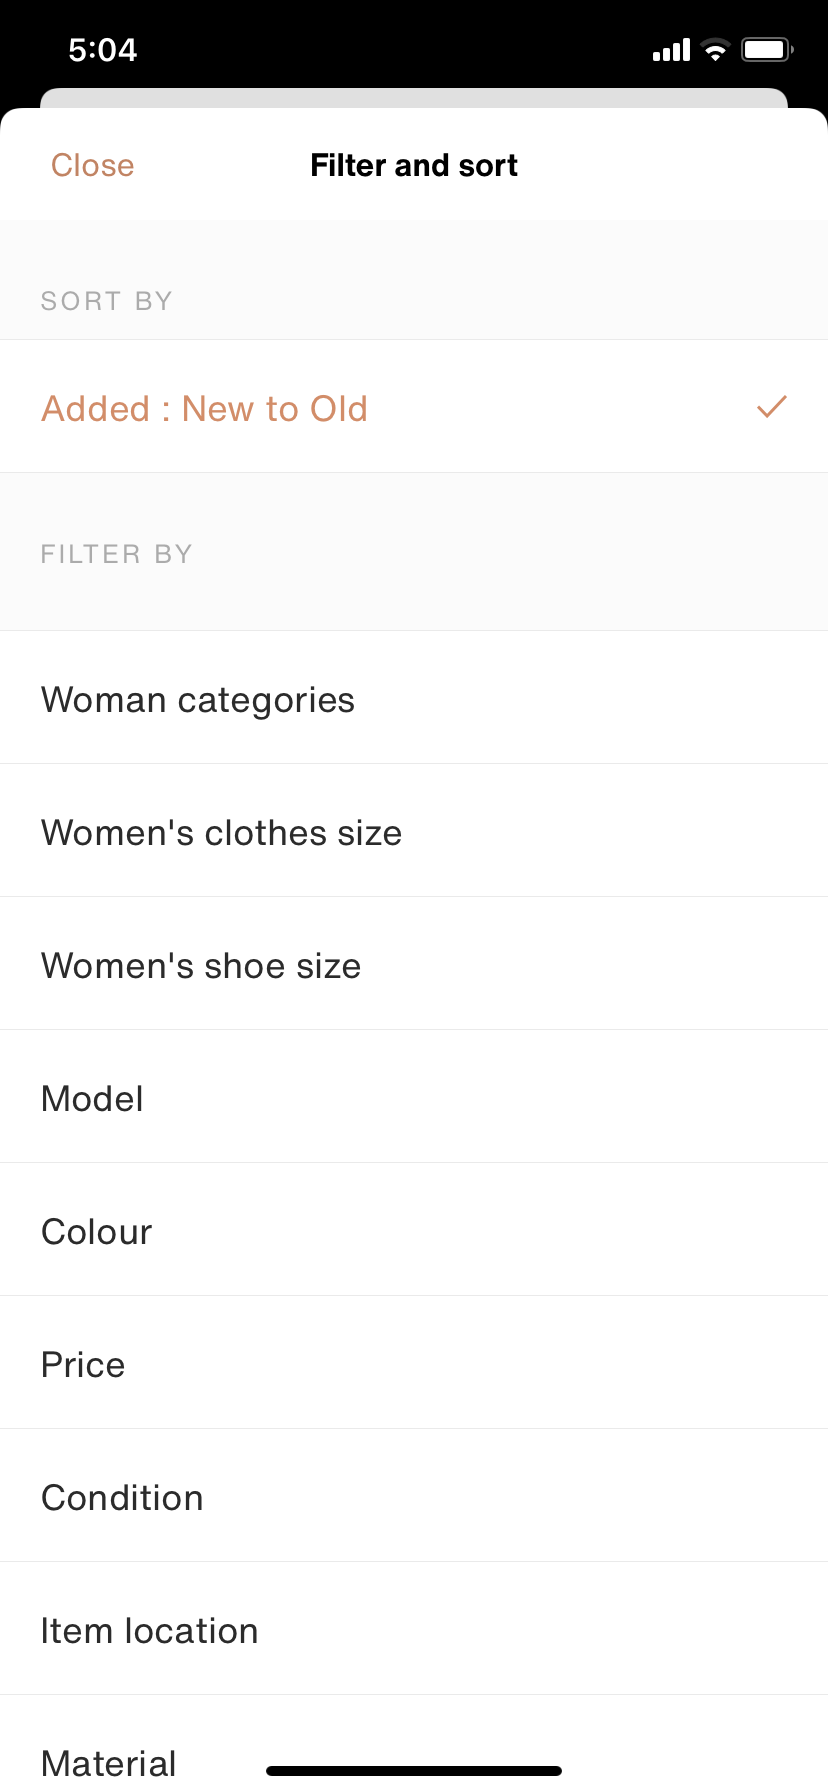 5:04
Close
Filter and sort
SORT BY
Added : New to Old
FILTER BY
Woman categories
Women's clothes size
Women's shoe size
Model
Colour
Price
Condition
Item location
Material